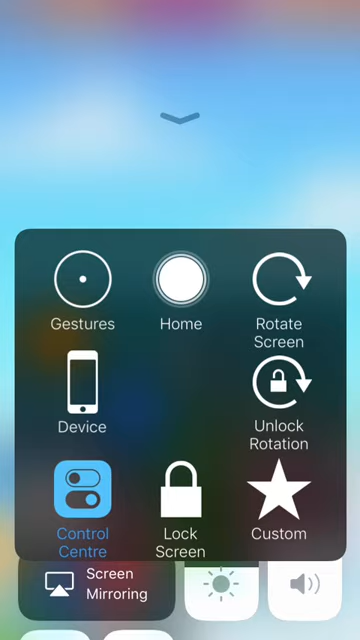 Gestures
Home
Rotate
Screen
Device
Unlock
Rotation
Control
Centre
Lock
Screen
Custom
Screen
Mirroring